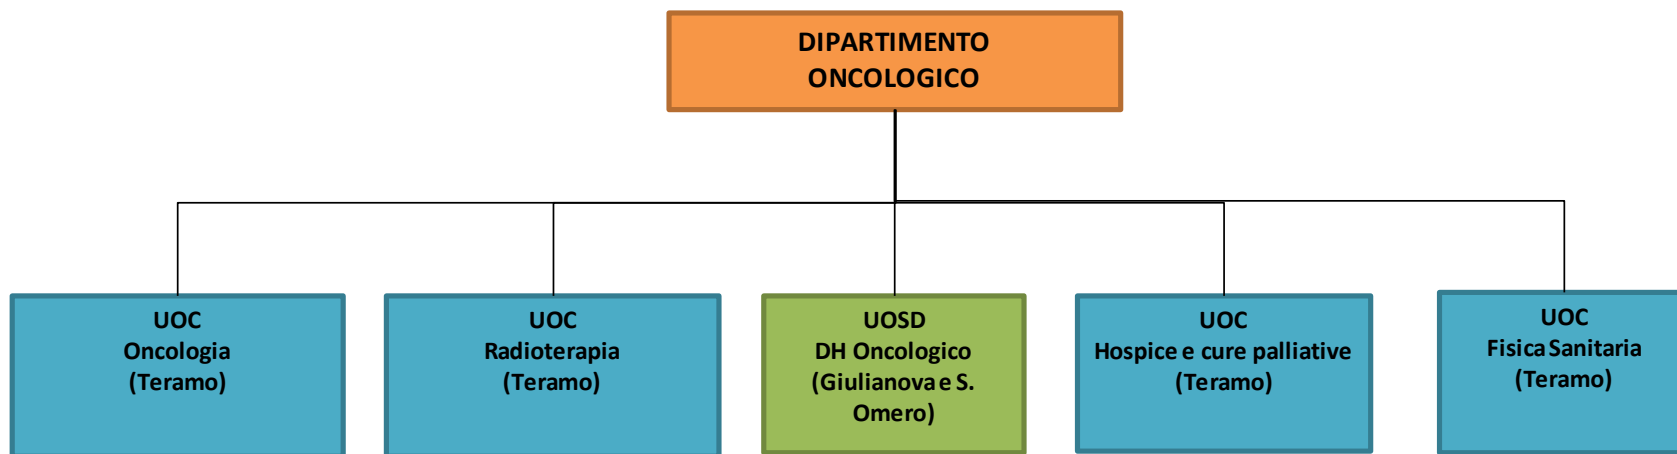 DIPARTIMENTO
ONCOLOGICO
UOC
Oncologia
(Teramo)
UOC
Radioterapia
(Teramo)
UOSD
DH Oncologico
(Giulianova e S.
Omero)
UOC
Hospice e cure palliative
(Teramo)
UOC
Fisica Sanitaria
(Teramo)